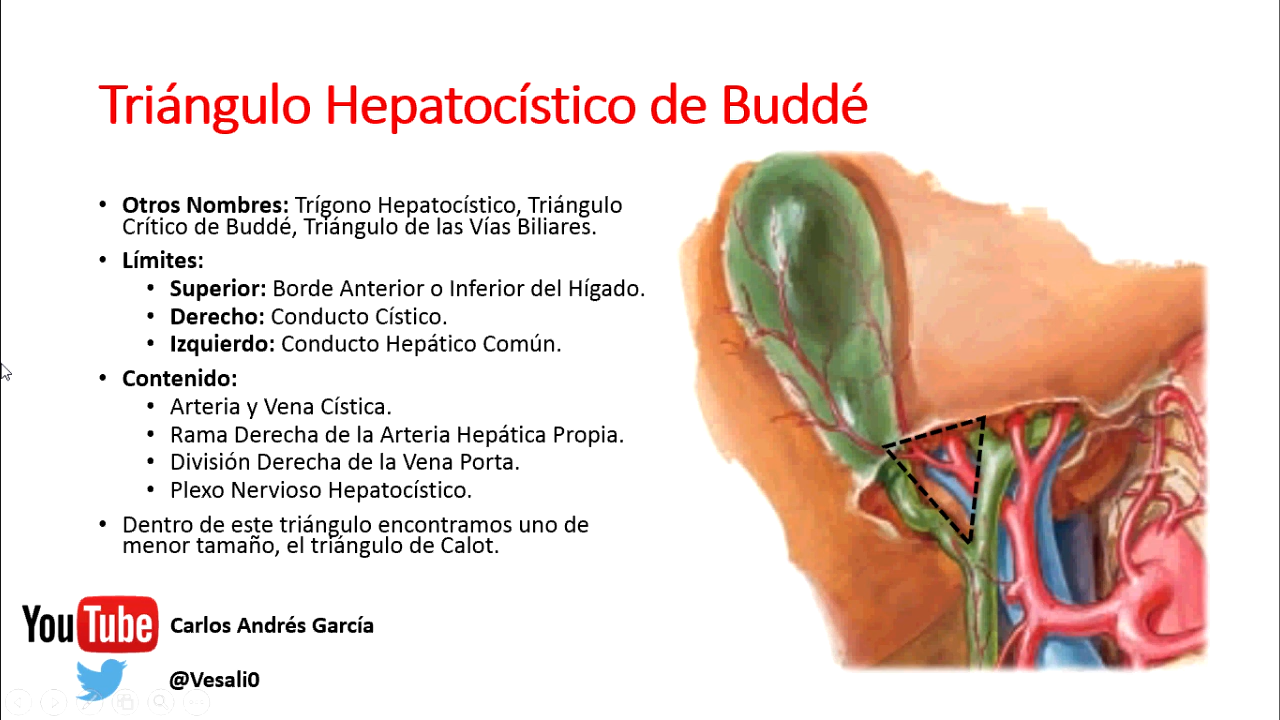 Triángulo Hepatocístico de Buddé
• Otros Nombres: Trígono Hepatocístico, Triángulo
Crítico de Buddé, Triángulo de las Vías Biliares.
• Límites:
• Superior: Borde Anterior o Inferior del Hígado.
• Derecho: Conducto Cístico.
• Izquierdo: Conducto Hepático Común.
• Contenido:
• Arteria y Vena Cística.
• Rama Derecha de la Arteria Hepática Propia.
• División Derecha de la Vena Porta.
• Plexo Nervioso Hepatocístico.
• Dentro de este triángulo encontramos uno de
menor tamaño, el triángulo de Calot.
YouTube Carlos Andrés García
@Vesali0